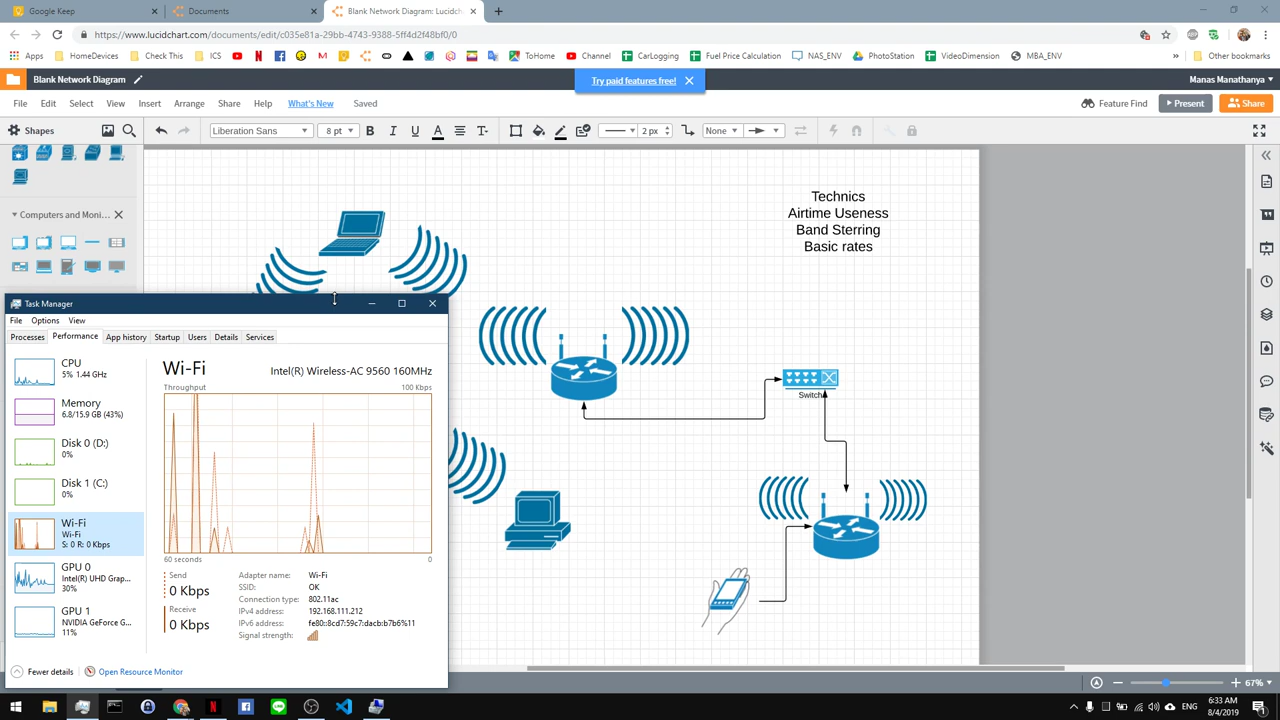 Google Keep
Documents
Blank Network Diagram: Lucidch
https://www.lucidchart.com/documents/edit/c035e81a-29bb-4743-9388-5ff4d2f48bf0/0
Apps
HomeDevices
Check This
ICS
ToHome
Channel
CarLogging
Fuel Price Calculation
NAS_ENV
PhotoStation
VideoDimension
MBA_ENV
Other bookmarks
Blank Network Diagram
Try paid features free!
Manas Manathanya
File Edit Select View Insert Arrange Share Help What's New Saved
Feature Find
Present
Share
Shapes
Liberation Sans
8 pt
2 px
None
Computers and Moni...
Technics
Airtime Useness
Band Sterring
Basic rates
Switch
Task Manager
File Options View
Processes Performance App history Startup Users Details Services
CPU
5% 1.44 GHz
Memory
6.8/15.9 GB (43%)
Disk 0 (D:)
0%
Disk 1 (C:)
0%
Wi-Fi
Wi-Fi
S: 0 R: 0 Kbps
GPU 0
Intel(R) UHD Grap...
30%
GPU 1
NVIDIA GeForce G...
11%
Wi-Fi
Intel(R) Wireless-AC 9560 160MHz
Throughput
100 Kbps
60 seconds
0
Send
0 Kbps
Receive
0 Kbps
Adapter name: Wi-Fi
SSID: OK
Connection type: 802.11ac
IPv4 address: 192.168.111.212
IPv6 address: fe80::8cd7:59c7:dacb:b7b6%11
Signal strength:
Fewer details
Open Resource Monitor
67%
ENG
6:33 AM
8/4/2019